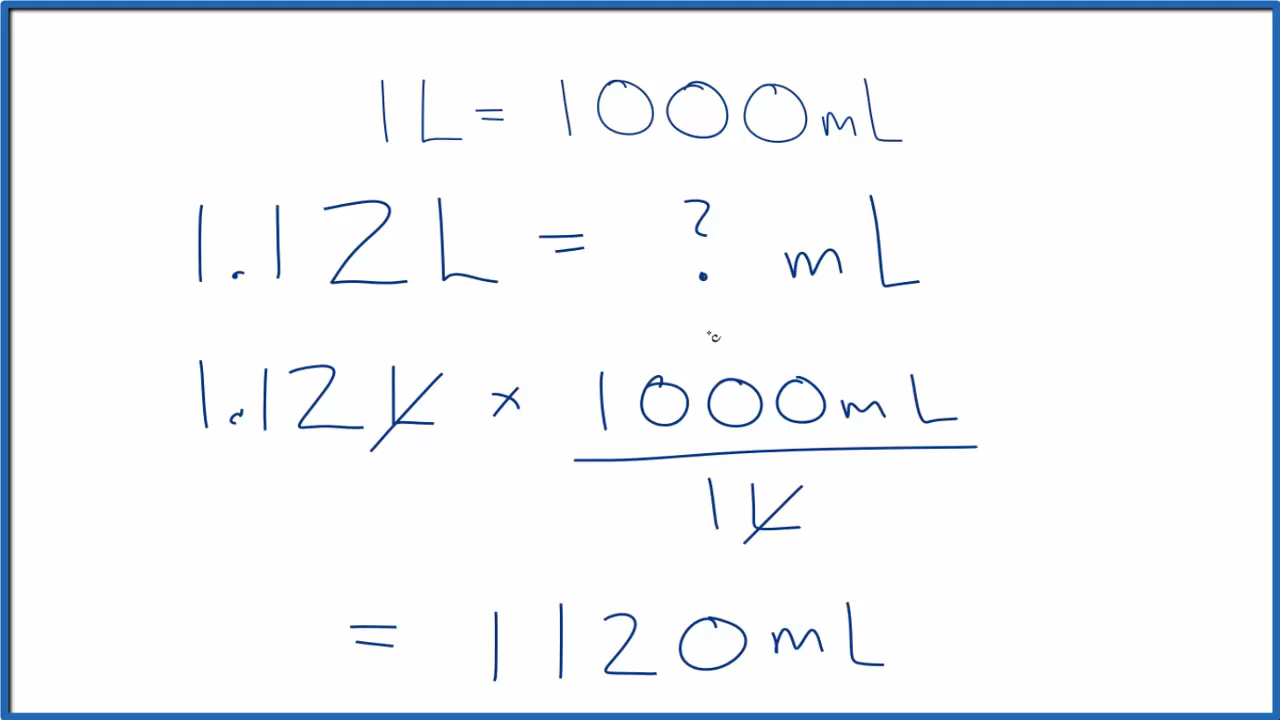 1L = 1000mL
1.12L = ? mL
1.12L × 1000mL
1L
= 1120mL